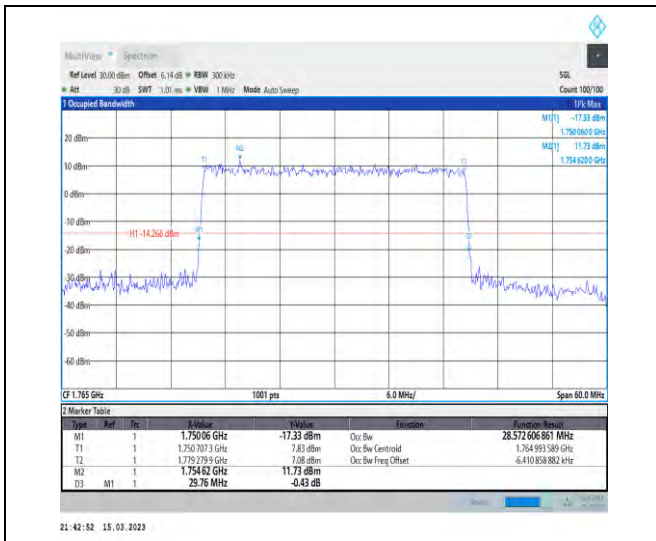 MultiView Spectrum
Ref Level 30.00 dBm Offset 6.14 dB RBW 300 kHz SGL
Att 30 dB SWT 1.01 ms VBW 1 MHz Mode Auto Sweep Count 100/100
1 Occupied Bandwidth 1Pk Max
M1[1] -17.33 dBm
1.750060 0 GHz
20 dBm M2[1] 11.73 dBm
M2 1.754 620 0 GHz
T1 T2
10 dBm
0 dBm
-10 dBm
H1 -14.266 dBm M1 D3
-20 dBm
-30 dBm
-40 dBm
-50 dBm
-60 dBm
CF 1.765 GHz 1001 pts 6.0 MHz/ Span 60.0 MHz
2 Marker Table
Type Ref Trc X-Value Y-Value Function Function Result
M1 1 1.75006 GHz -17.33 dBm Occ Bw 28.572 606 861 MHz
T1 1 1.750 707 3 GHz 7.83 dBm Occ Bw Centroid 1.764 993 589 GHz
T2 1 1.779 279 9 GHz 7.08 dBm Occ Bw Freq Offset -6.410 858 882 kHz
M2 1 1.754 62 GHz 11.73 dBm
D3 M1 1 29.76 MHz -0.43 dB
21:42:52 15.03.2023